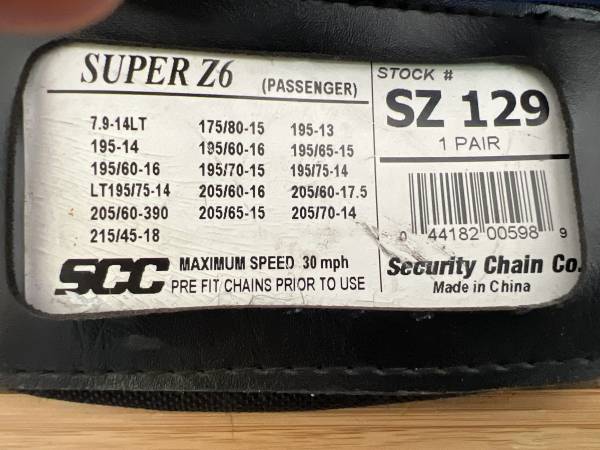 SUPER Z6 (PASSENGER)
7.9-14LT 175/80-15 195-13
195-14 195/60-16 195/65-15
195/60-16 195/70-15 195/75-14
LT195/75-14 205/60-16 205/60-17.5
205/60-390 205/65-15 205/70-14
215/45-18
SCC MAXIMUM SPEED 30 mph
PRE FIT CHAINS PRIOR TO USE
STOCK #
SZ 129
1 PAIR
0 44182 00598 9
Security Chain Co.
Made in China